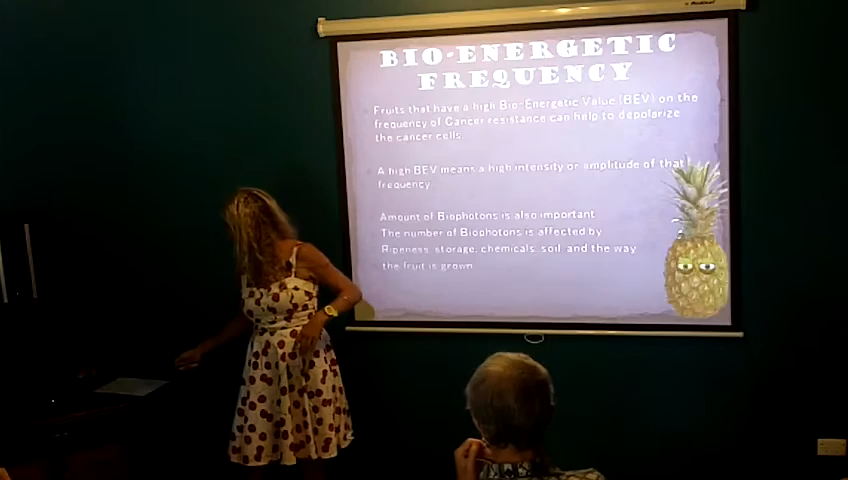 BIO-ENERGETIC
FREQUENCY
Fruits that have a high Bio-Energetic Value (BEV) on the
frequency of Cancer resistance can help to depolarize
the cancer cells
A high BEV means a high intensity or amplitude of that
frequency
Amount of Biophotons is also important
The number of Biophotons is affected by
Ripeness, storage, chemicals, soil and the way
the fruit is grown